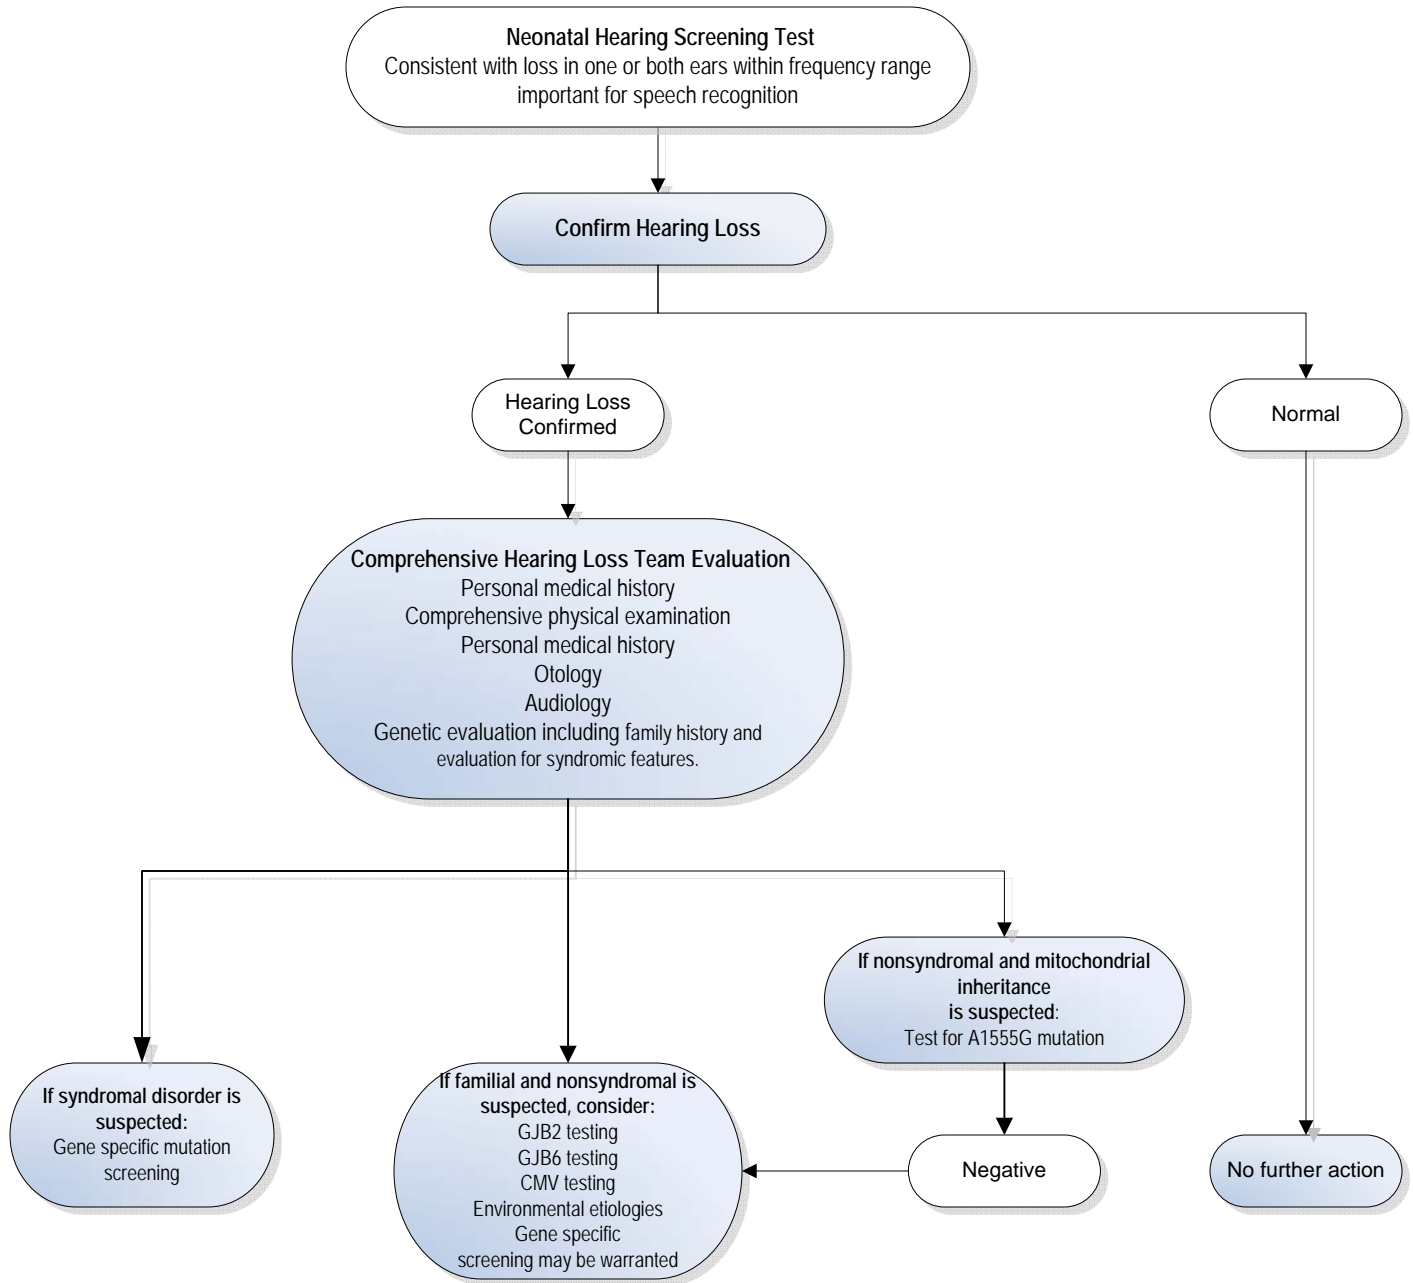 Neonatal Hearing Screening Test
Consistent with loss in one or both ears within frequency range
important for speech recognition
Confirm Hearing Loss
Hearing Loss
Confirmed
Normal
Comprehensive Hearing Loss Team Evaluation
Personal medical history
Comprehensive physical examination
Personal medical history
Otology
Audiology
Genetic evaluation including family history and
evaluation for syndromic features.
If nonsyndromal and mitochondrial
inheritance
is suspected:
Test for A1555G mutation
If syndromal disorder is
suspected:
Gene specific mutation
screening
If familial and nonsyndromal is
suspected, consider:
GJB2 testing
GJB6 testing
CMV testing
Environmental etiologies
Gene specific
screening may be warranted
Negative
No further action